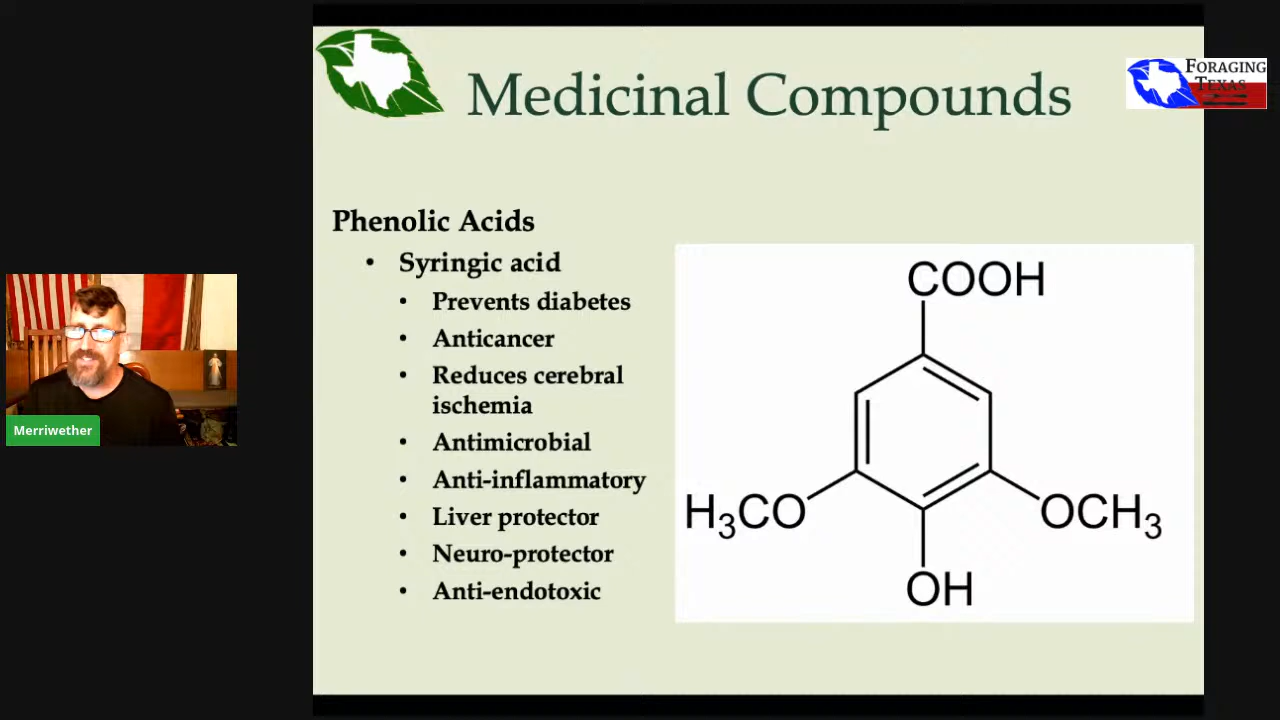 Medicinal Compounds
FORAGING
TEXAS
Phenolic Acids
• Syringic acid
• Prevents diabetes
• Anticancer
• Reduces cerebral
ischemia
• Antimicrobial
• Anti-inflammatory
• Liver protector
• Neuro-protector
• Anti-endotoxic
COOH
H₃CO
OCH₃
OH
Merriwether